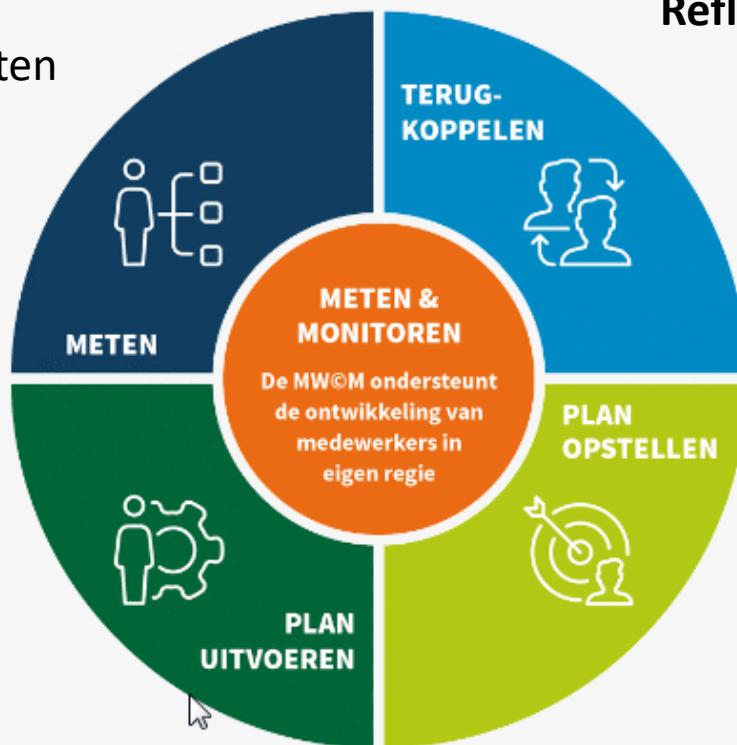 Refl
ten
TERUG-
KOPPELEN
METEN
METEN &
MONITOREN
De MW©M ondersteunt
de ontwikkeling van
medewerkers in
eigen regie
PLAN
OPSTELLEN
PLAN
UITVOEREN